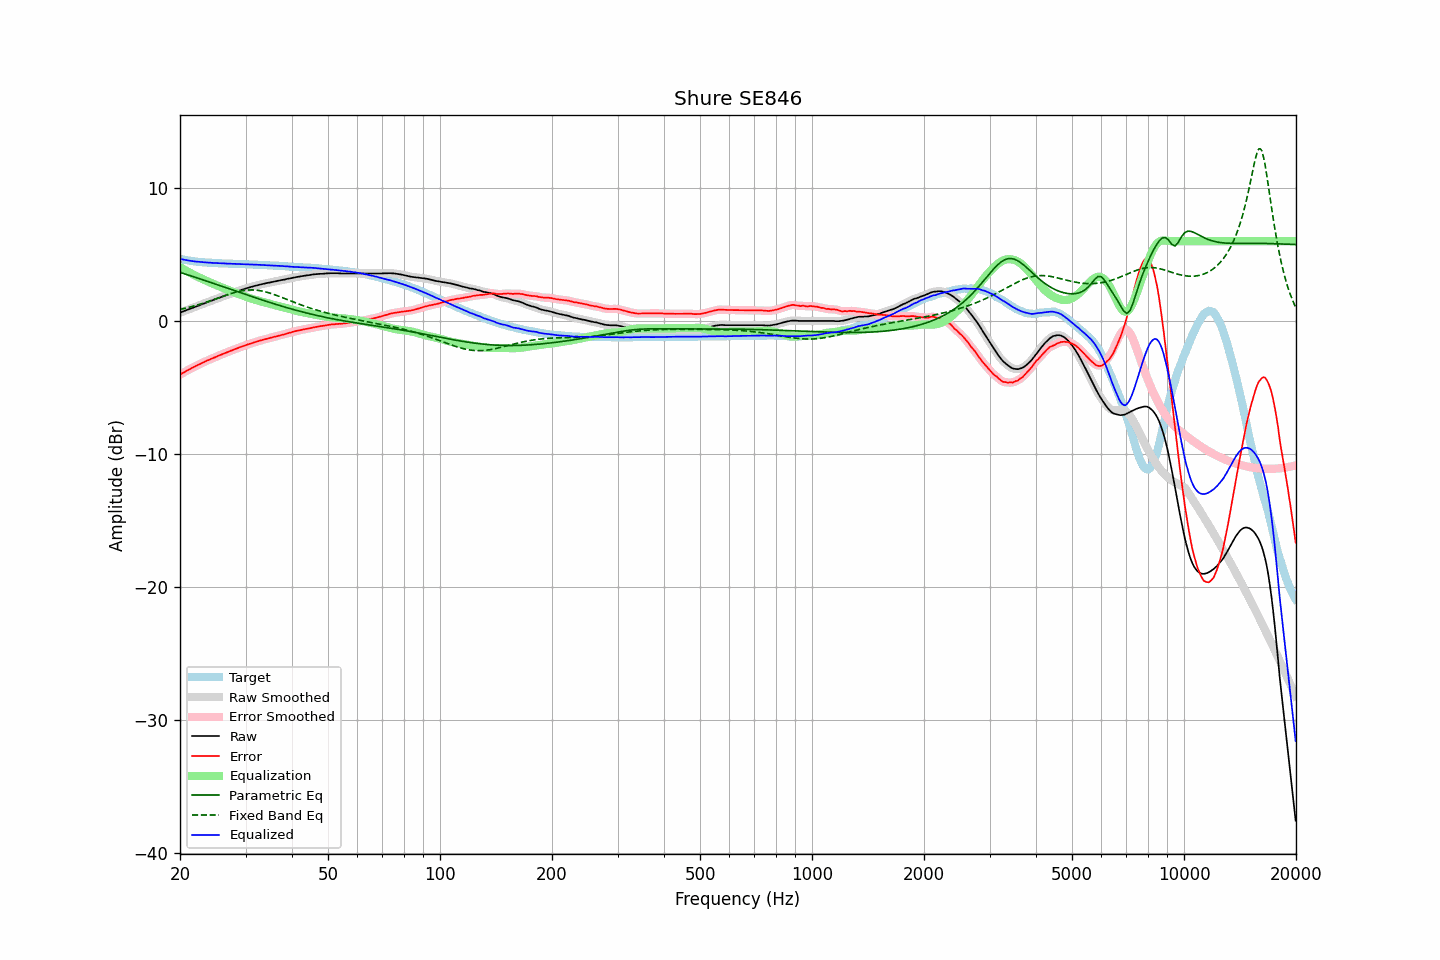 Shure SE846
Amplitude (dBr)
10
0
−10
−20
−30
−40
Target
Raw Smoothed
Error Smoothed
Raw
Error
Equalization
Parametric Eq
Fixed Band Eq
Equalized
20 50 100 200 500 1000 2000 5000 10000 20000
Frequency (Hz)